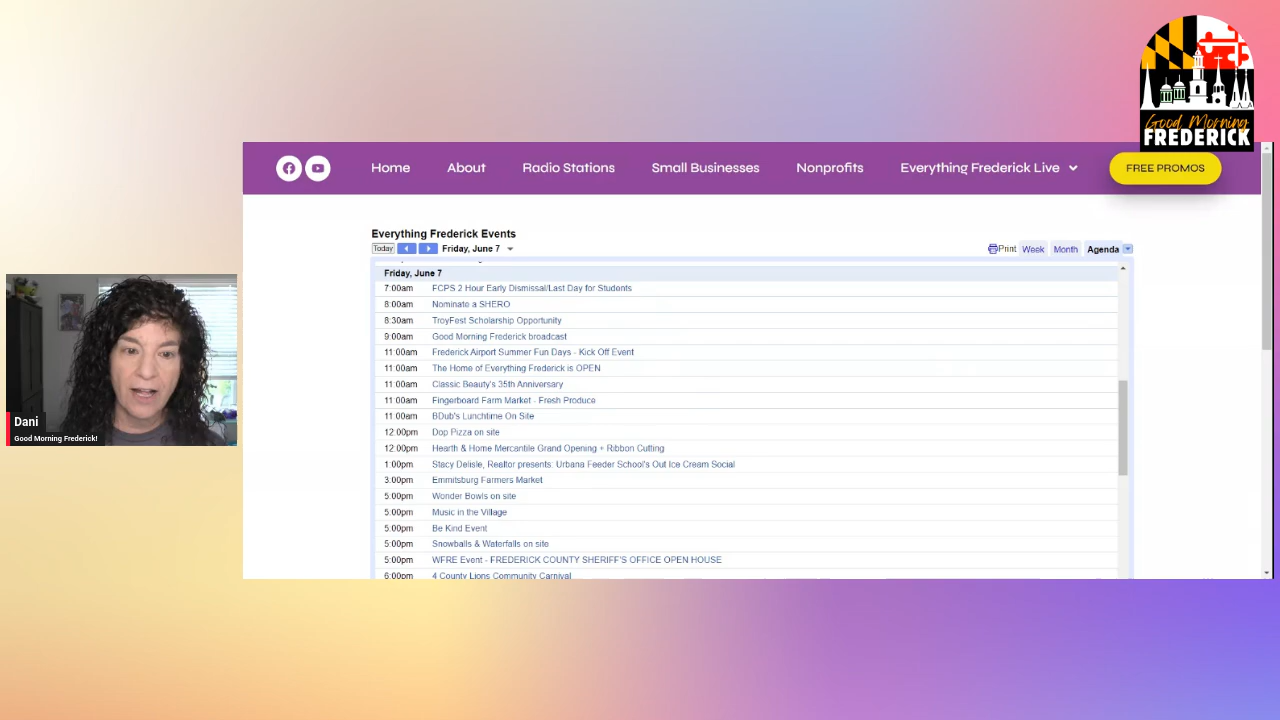 Good Morning
FREDERICK
Home About Radio Stations Small Businesses Nonprofits Everything Frederick Live FREE PROMOS
Everything Frederick Events
Today Friday, June 7 Print Week Month Agenda
Friday, June 7
7:00am FCPS 2 Hour Early Dismissal/Last Day for Students
8:00am Nominate a SHERO
8:30am TroyFest Scholarship Opportunity
9:00am Good Morning Frederick broadcast
11:00am Frederick Airport Summer Fun Days - Kick Off Event
11:00am The Home of Everything Frederick is OPEN
11:00am Classic Beauty's 35th Anniversary
11:00am Fingerboard Farm Market - Fresh Produce
11:00am BDub's Lunchtime On Site
12:00pm Dop Pizza on site
12:00pm Hearth & Home Mercantile Grand Opening + Ribbon Cutting
1:00pm Stacy Delisle, Realtor presents: Urbana Feeder School's Out Ice Cream Social
3:00pm Emmitsburg Farmers Market
5:00pm Wonder Bowls on site
5:00pm Music in the Village
5:00pm Be Kind Event
5:00pm Snowballs & Waterfalls on site
5:00pm WFRE Event - FREDERICK COUNTY SHERIFF'S OFFICE OPEN HOUSE
6:00pm 4 County Lions Community Carnival
Dani
Good Morning Frederick!